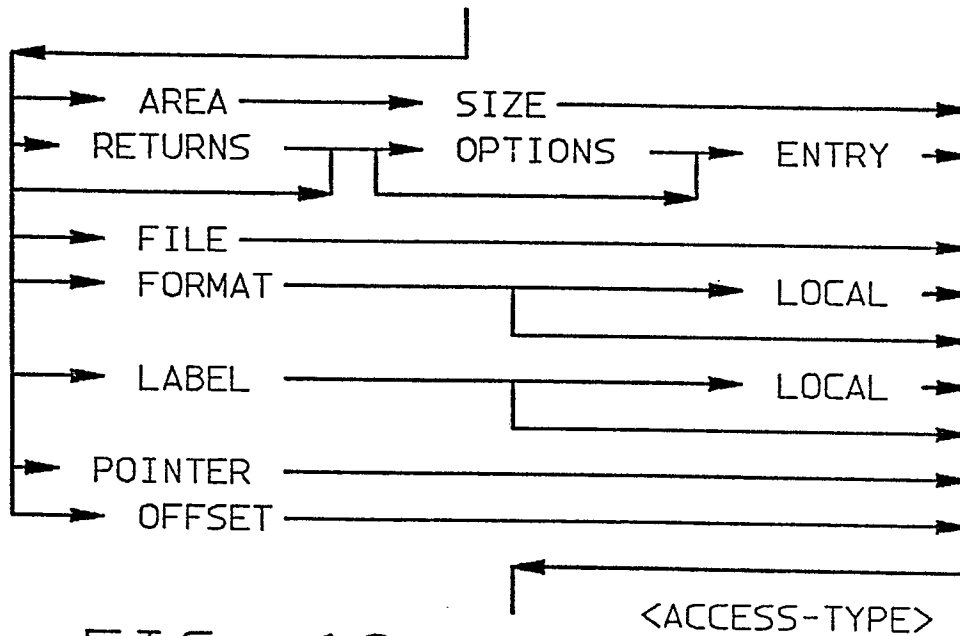 AREA SIZE
RETURNS OPTIONS ENTRY
FILE
FORMAT LOCAL
LABEL LOCAL
POINTER
OFFSET
<ACCESS-TYPE>